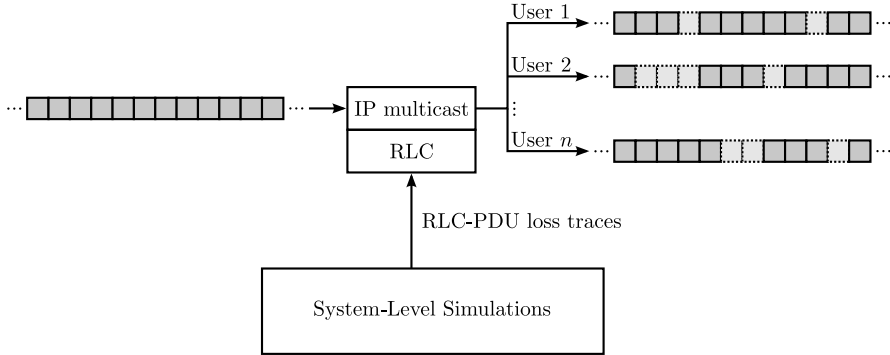 User 1
User 2
User n
IP multicast
RLC
RLC-PDU loss traces
System-Level Simulations